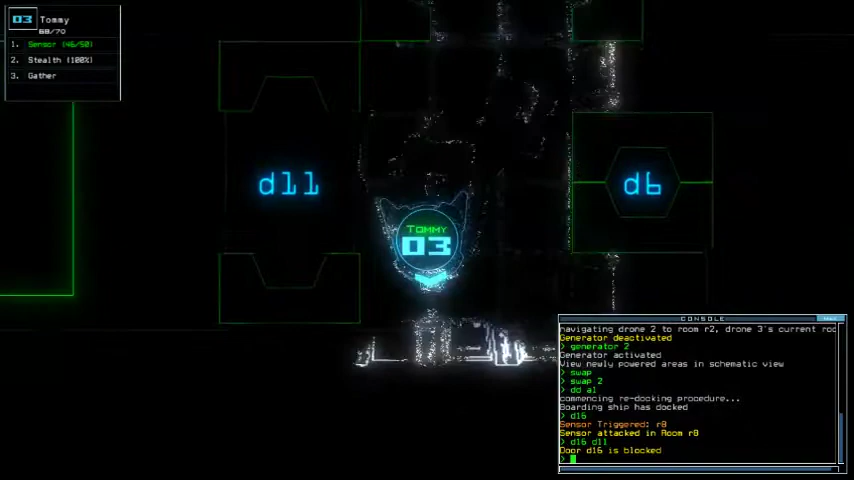 03 Tommy
68/70
1. Sensor (46/50)
2. Stealth (100%)
3. Gather
d11
d6
TOMMY
03
CONSOLE
navigating drone 2 to room r2, drone 3's current roo
Generator deactivated
> generator 2
Generator activated
View newly powered areas in schematic view
> swap
> swap 2
> dd a1
commencing re-docking procedure...
Boarding ship has docked
> d16
Sensor Triggered: r8
Sensor attacked in Room r8
> d16 d11
Door d16 is blocked
>